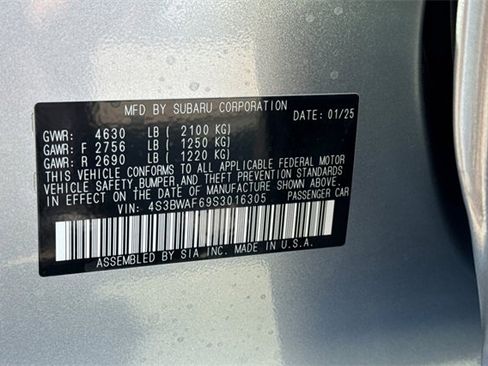 MFD BY SUBARU CORPORATION
DATE: 01/25
GVWR: 4630 LB ( 2100 KG)
GAWR: F 2756 LB ( 1250 KG)
GAWR: R 2690 LB ( 1220 KG)
THIS VEHICLE CONFORMS TO ALL APPLICABLE FEDERAL MOTOR
VEHICLE SAFETY, BUMPER, AND THEFT PREVENTION STANDARDS
IN EFFECT ON THE DATE OF MANUFACTURE SHOWN ABOVE.
VIN: 4S3BWAF69S3016305 PASSENGER CAR
ASSEMBLED BY SIA INC. MADE IN U.S.A.